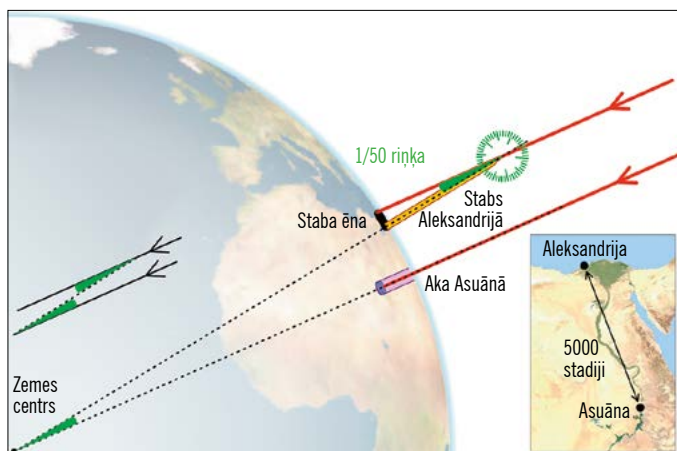 1/50 riņķa
Stabs
Aleksandrijā
Staba ēna
Aka Asuānā
Zemes
centrs
Aleksandrija
5000
stadiji
Asuāna